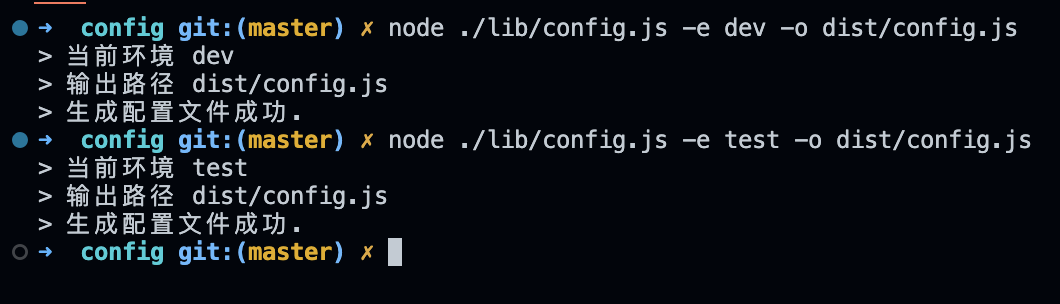 ➜ config git:(master) ✗ node ./lib/config.js -e dev -o dist/config.js
> 当前环境 dev
> 输出路径 dist/config.js
> 生成配置文件成功.
➜ config git:(master) ✗ node ./lib/config.js -e test -o dist/config.js
> 当前环境 test
> 输出路径 dist/config.js
> 生成配置文件成功.
➜ config git:(master) ✗